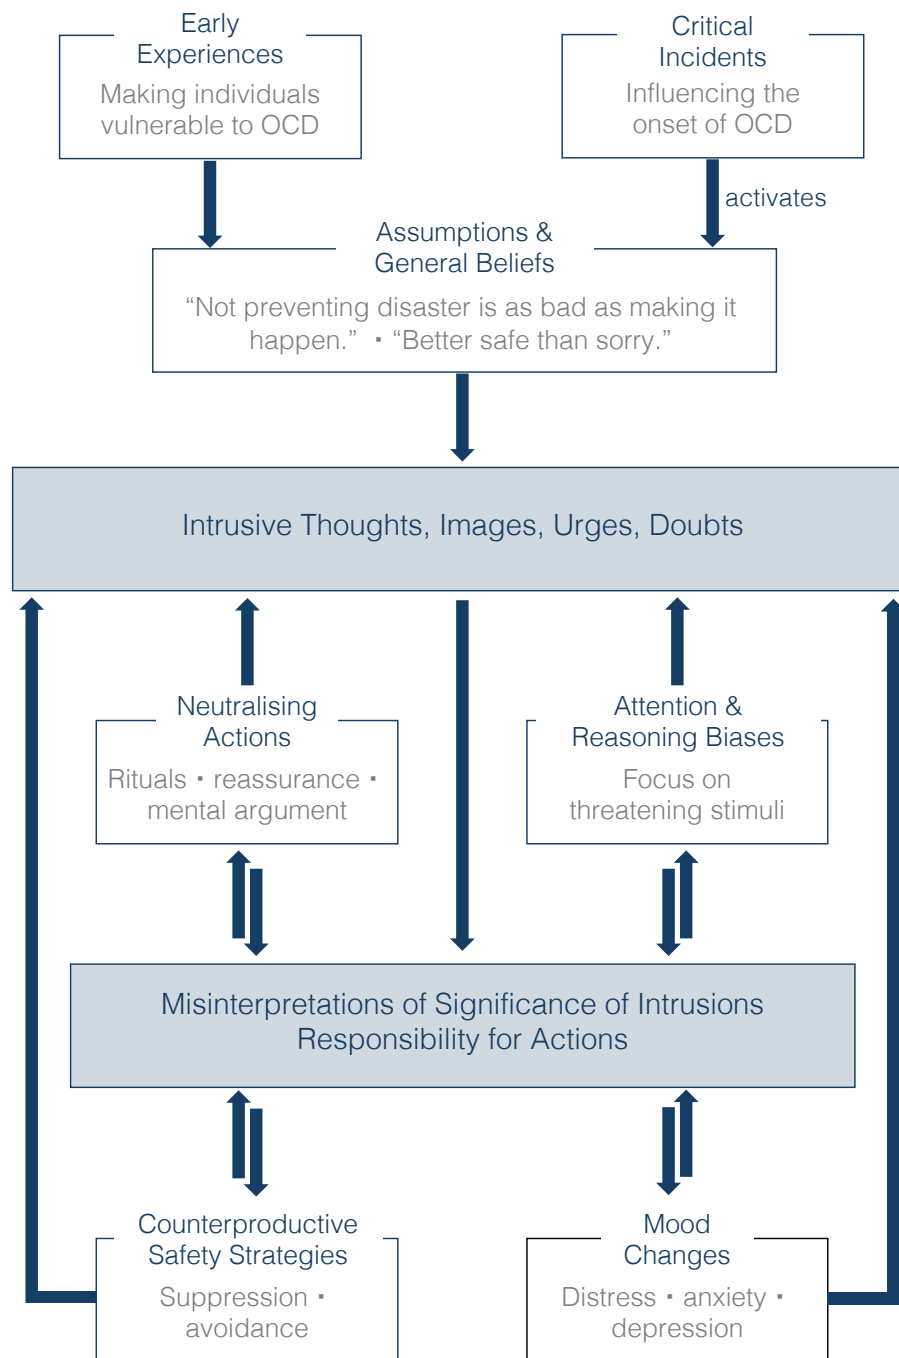 Early
Experiences
Making individuals
vulnerable to OCD
Critical
Incidents
Influencing the
onset of OCD
activates
Assumptions &
General Beliefs
“Not preventing disaster is as bad as making it
happen.” ▪ “Better safe than sorry.”
Intrusive Thoughts, Images, Urges, Doubts
Neutralising
Actions
Rituals ▪ reassurance ▪
mental argument
Attention &
Reasoning Biases
Focus on
threatening stimuli
Misinterpretations of Significance of Intrusions
Responsibility for Actions
Counterproductive
Safety Strategies
Suppression ▪
avoidance
Mood
Changes
Distress ▪ anxiety ▪
depression